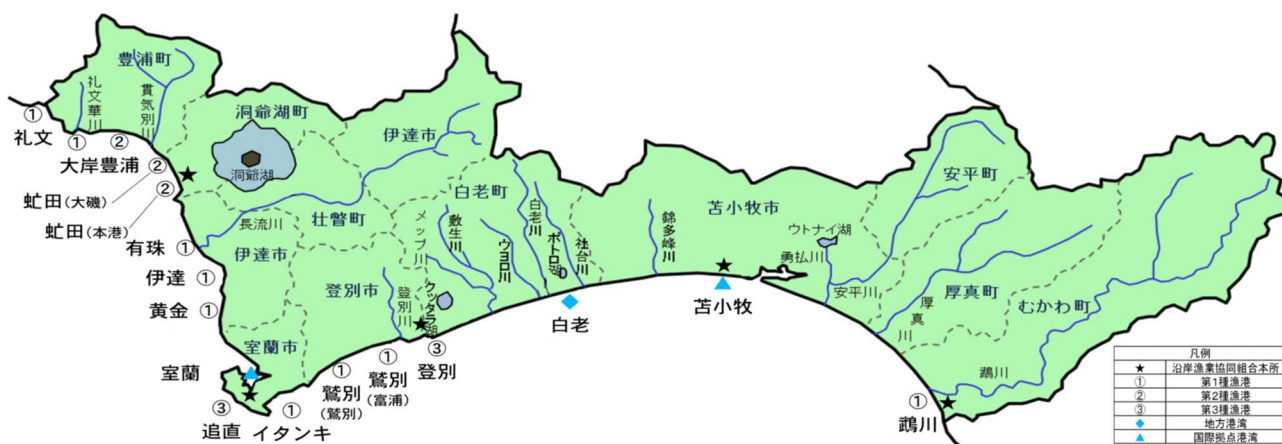 豊浦町
礼文華川
貫気別川
洞爺湖町
洞爺湖
伊達市
白老町
安平町
苫小牧市
ウトナイ湖
勇払川
安平川
厚真町
厚真川
むかわ町
鵡川
①
礼文
①
大岸
②
豊浦
②
虻田(大磯)
②
虻田(本港)
①
有珠
①
伊達
①
黄金
長流川
壮瞥町
伊達市
登別市
登別川
室蘭市
メップ川
敷生川
ウヨロ川
白老川
ポトロ湖
社台川
錦多峰川
クッタラ湖
室蘭
③
追直
①
イタンキ
①
鷲別
(鷲別)
①
鷲別
(富浦)
③
登別
白老
苫小牧
①
鵡川
凡例
★ 沿岸漁業協同組合本所
① 第1種漁港
② 第2種漁港
③ 第3種漁港
◆ 地方港湾
▲ 国際拠点港湾